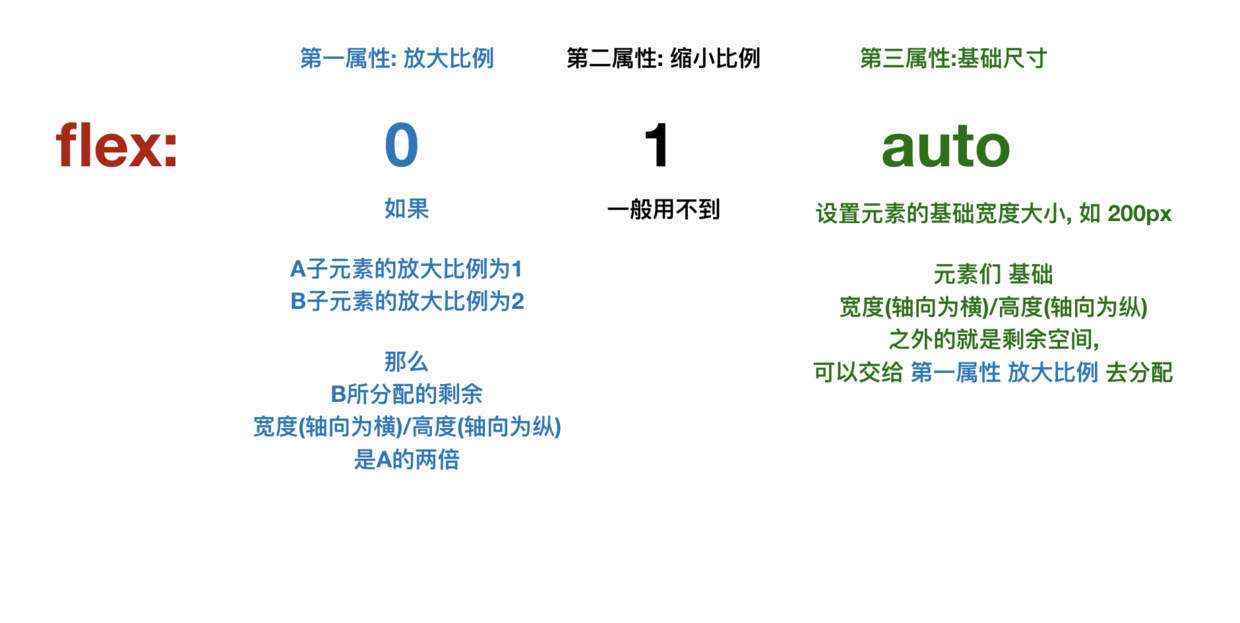 第一属性: 放大比例
第二属性: 缩小比例
第三属性:基础尺寸
flex:
0
1
auto
如果
A子元素的放大比例为1
B子元素的放大比例为2
那么
B所分配的剩余
宽度(轴向为横)/高度(轴向为纵)
是A的两倍
一般用不到
设置元素的基础宽度大小, 如 200px
元素们 基础
宽度(轴向为横)/高度(轴向为纵)
之外的就是剩余空间,
可以交给 第一属性 放大比例 去分配